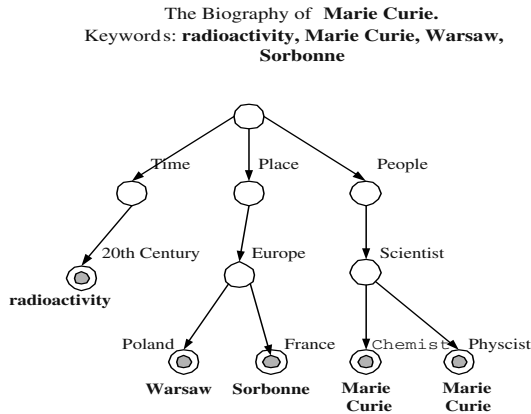 The Biography of Marie Curie.
Keywords: radioactivity, Marie Curie, Warsaw,
Sorbonne
Time
Place
People
20th Century
Europe
Scientist
radioactivity
Poland
France
Chemist
Physcist
Warsaw
Sorbonne
Marie
Curie
Marie
Curie